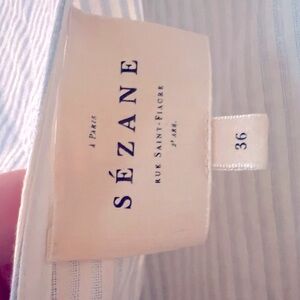 À PARIS
SÉZANE
RUE SAINT-FIACRE
2e ARR.
36